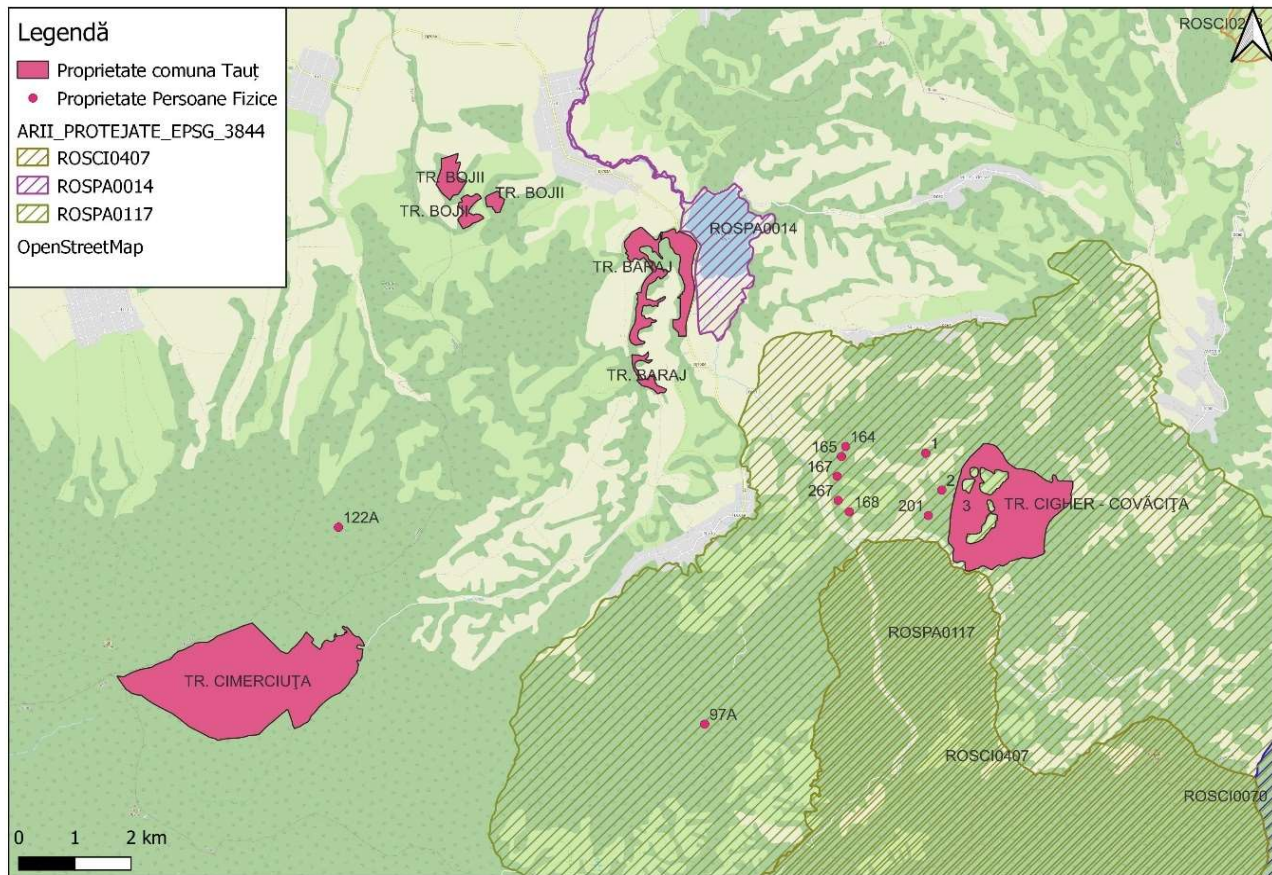 Legendă
Proprietate comuna Tauț
Proprietate Persoane Fizice
ARII_PROTEJATE_EPSG_3844
ROSCI0407
ROSPA0014
ROSPA0117
OpenStreetMap
TR. BOJII
TR. BOJII
TR. BOJII
ROSPA0014
TR. BARAJ
TR. BARAJ
164
165
1
167
2
267
168
201
3
TR. CIGHER - COVĂCIŢA
122A
ROSPA0117
TR. CIMERCIUŢA
97A
ROSCI0407
ROSCI0070
0 1 2 km